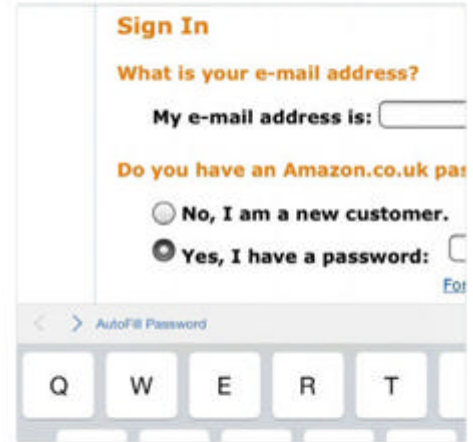 Sign In
What is your e-mail address?
My e-mail address is:
Do you have an Amazon.co.uk pas
No, I am a new customer.
Yes, I have a password:
For
AutoFill Password
Q W E R T